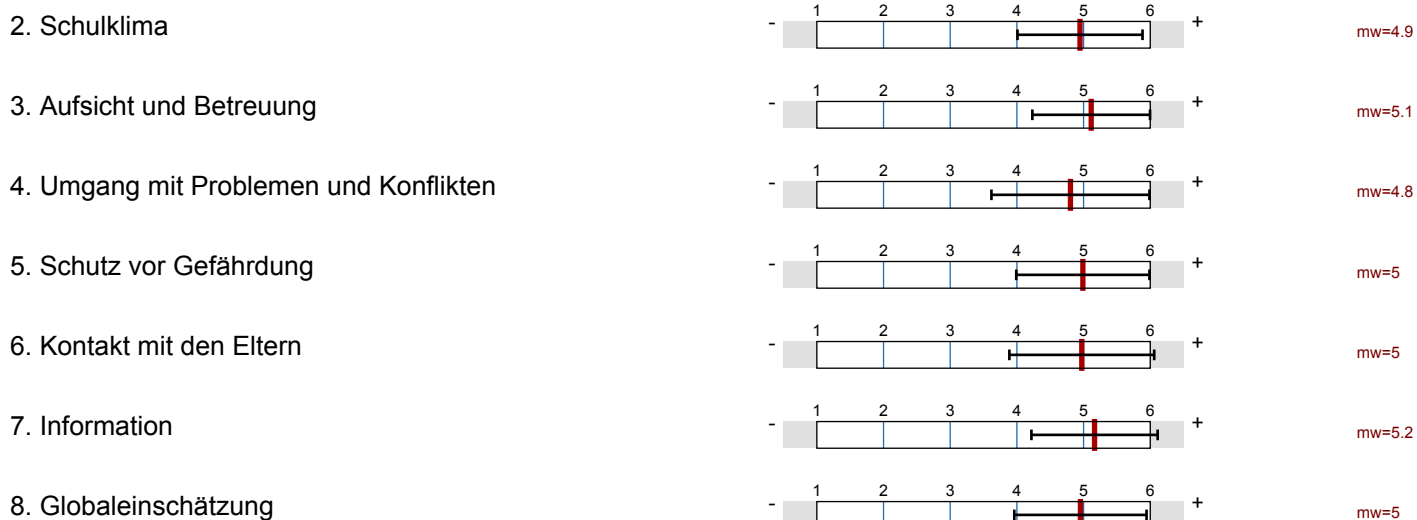 1 2 3 4 5 6
2. Schulklima - + mw=4.9
1 2 3 4 5 6
3. Aufsicht und Betreuung - + mw=5.1
1 2 3 4 5 6
4. Umgang mit Problemen und Konflikten - + mw=4.8
1 2 3 4 5 6
5. Schutz vor Gefährdung - + mw=5
1 2 3 4 5 6
6. Kontakt mit den Eltern - + mw=5
1 2 3 4 5 6
7. Information - + mw=5.2
1 2 3 4 5 6
8. Globaleinschätzung - + mw=5